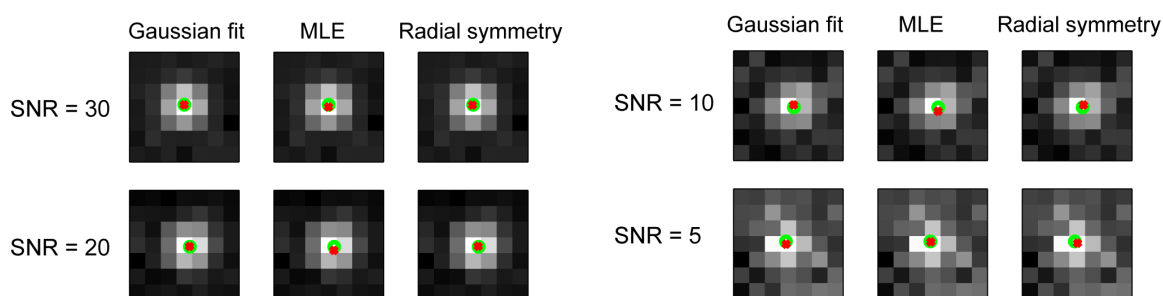 Gaussian fit MLE Radial symmetry
SNR = 30
SNR = 20
Gaussian fit MLE Radial symmetry
SNR = 10
SNR = 5